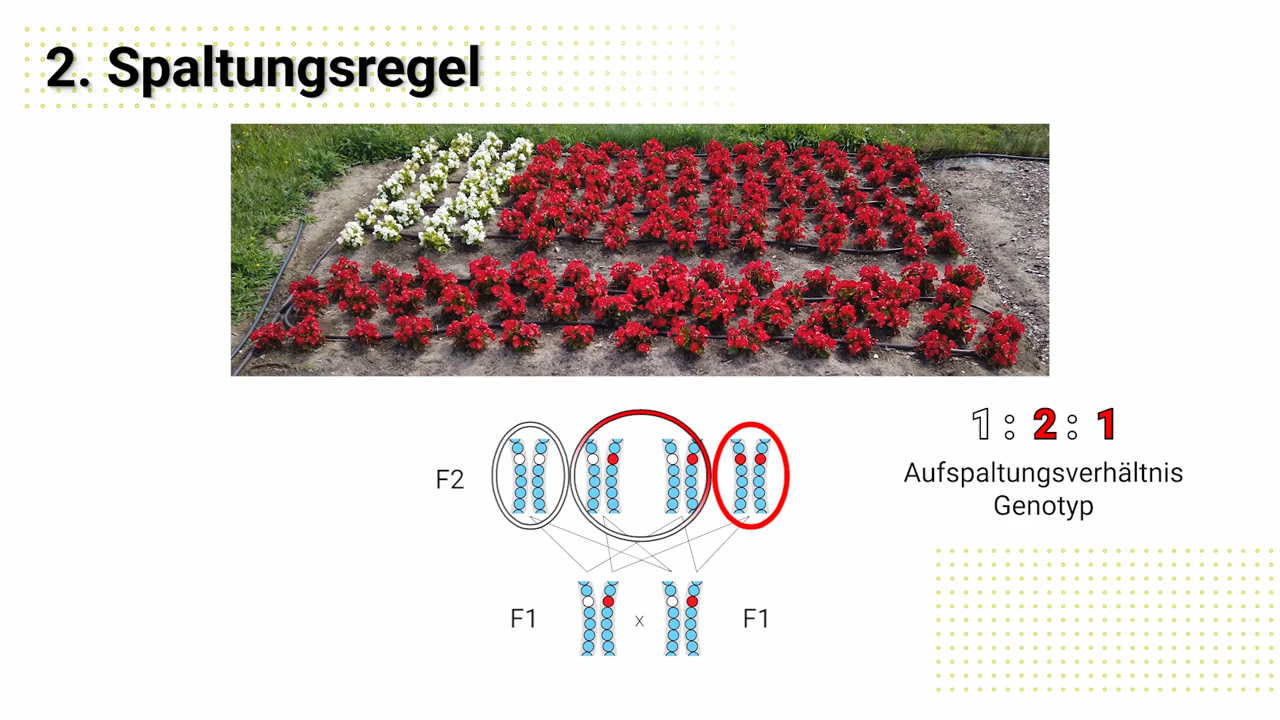 2. Spaltungsregel
1 : 2 : 1
F2
Aufspaltungsverhältnis
Genotyp
F1
x
F1